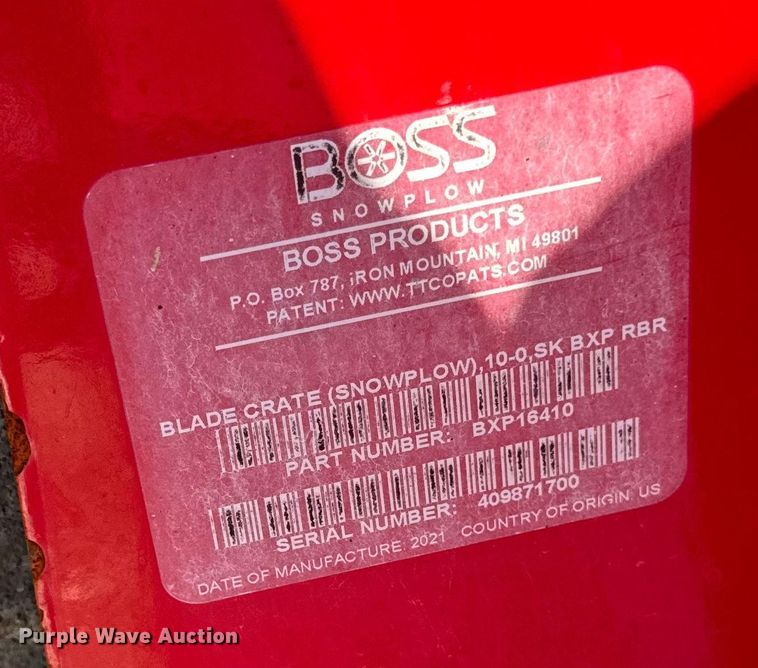 BOSS
SNOWPLOW
BOSS PRODUCTS
P.O. Box 787, IRON MOUNTAIN, MI 49801
PATENT: WWW.TTCOPATS.COM
BLADE CRATE (SNOWPLOW),10-0,SK BXP RBR
PART NUMBER: BXP16410
SERIAL NUMBER: 409871700
DATE OF MANUFACTURE: 2021 COUNTRY OF ORIGIN: US
Purple Wave Auction